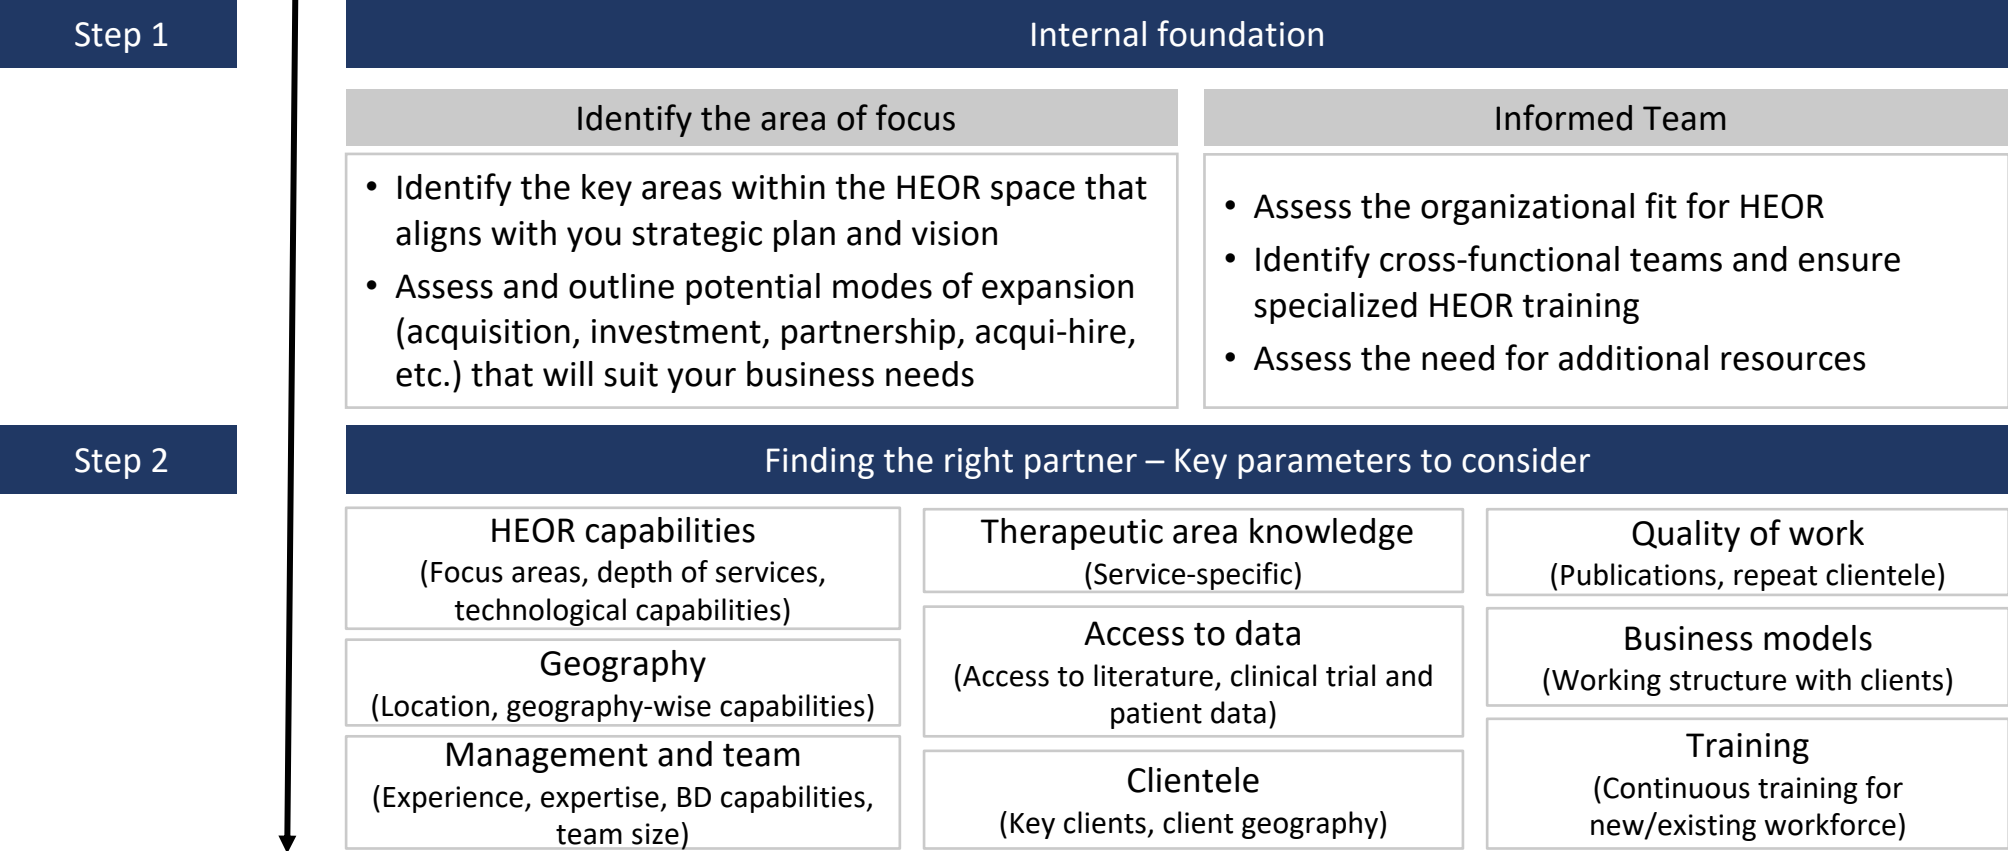 Step 1
Internal foundation
Identify the area of focus
• Identify the key areas within the HEOR space that
aligns with you strategic plan and vision
• Assess and outline potential modes of expansion
(acquisition, investment, partnership, acqui-hire,
etc.) that will suit your business needs
Informed Team
• Assess the organizational fit for HEOR
• Identify cross-functional teams and ensure
specialized HEOR training
• Assess the need for additional resources
Step 2
Finding the right partner – Key parameters to consider
HEOR capabilities
(Focus areas, depth of services,
technological capabilities)
Geography
(Location, geography-wise capabilities)
Management and team
(Experience, expertise, BD capabilities,
team size)
Therapeutic area knowledge
(Service-specific)
Access to data
(Access to literature, clinical trial and
patient data)
Clientele
(Key clients, client geography)
Quality of work
(Publications, repeat clientele)
Business models
(Working structure with clients)
Training
(Continuous training for
new/existing workforce)